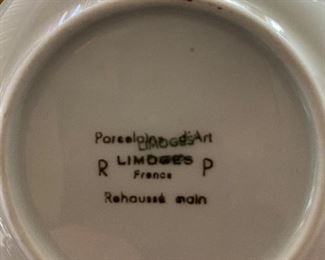 Porcelaine d'Art
LIMOGES
R LIMOGES P
France
Rehaussé main